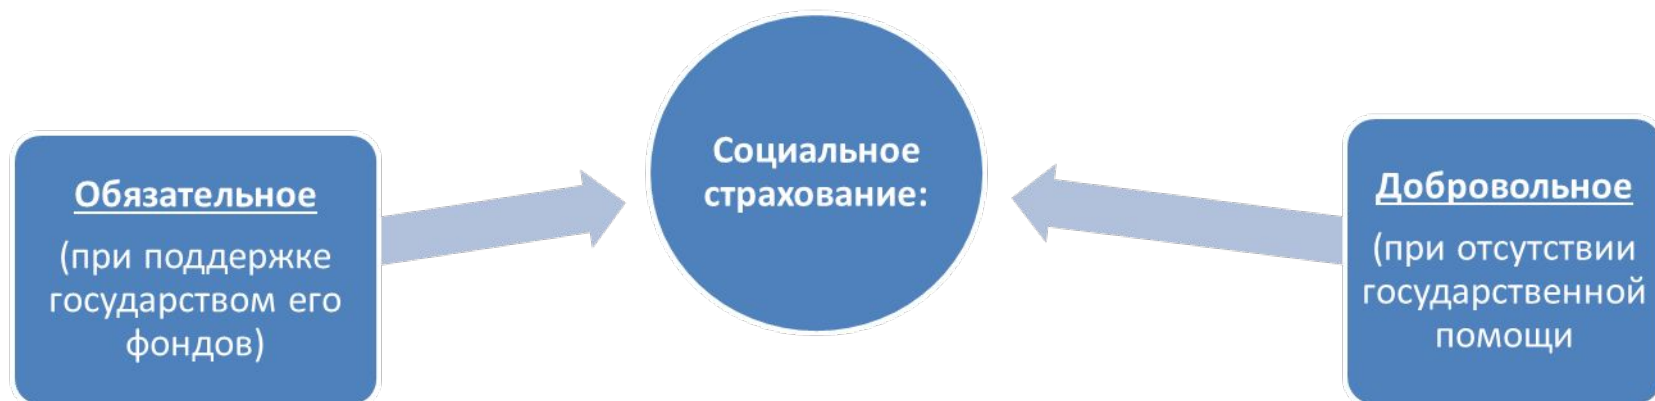 Социальное
страхование:
Обязательное
(при поддержке
государством его
фондов)
Добровольное
(при отсутствии
государственной
помощи